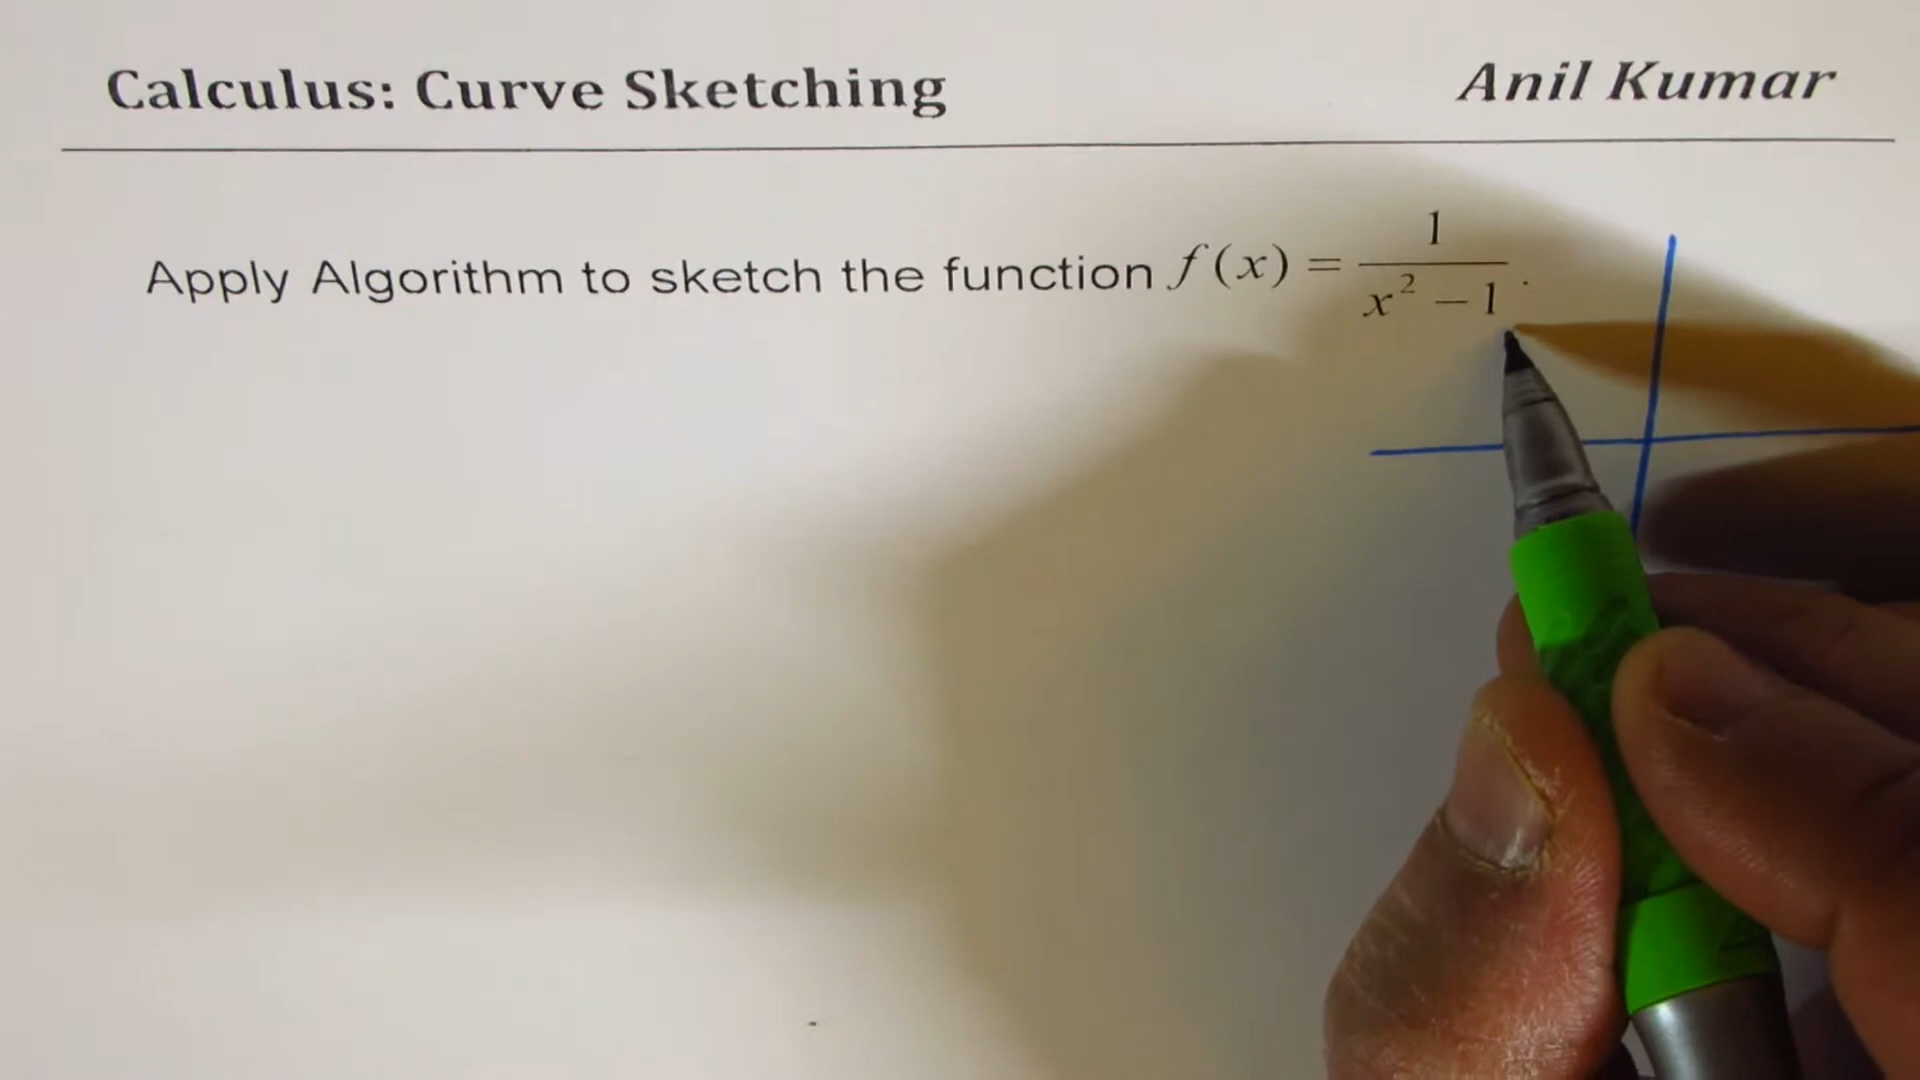 Calculus: Curve Sketching
Anil Kumar
Apply Algorithm to sketch the function f(x) = 1/(x² − 1).